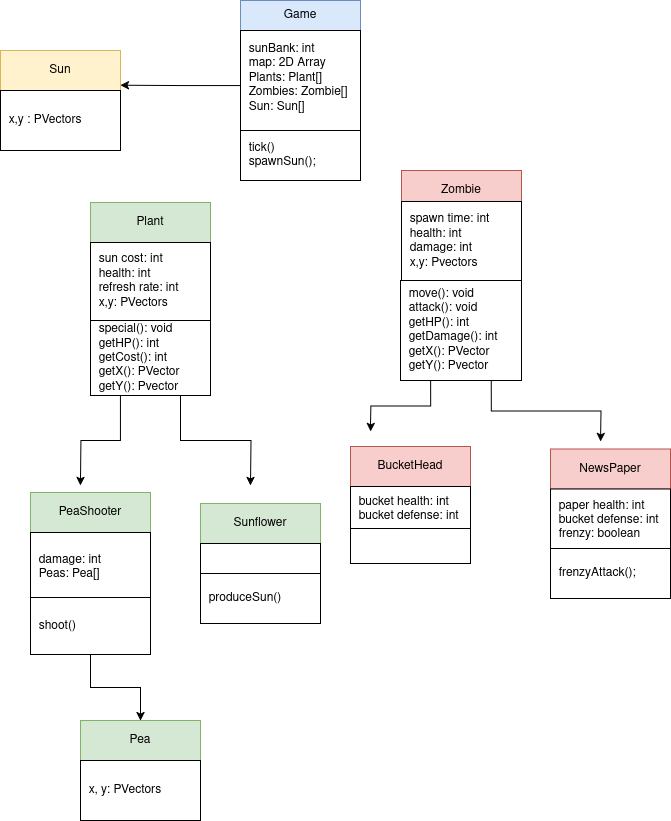 Game
sunBank: int
map: 2D Array
Plants: Plant[]
Zombies: Zombie[]
Sun: Sun[]
tick()
spawnSun();
Sun
x,y : PVectors
Zombie
spawn time: int
health: int
damage: int
x,y: Pvectors
move(): void
attack(): void
getHP(): int
getDamage(): int
getX(): PVector
getY(): Pvector
Plant
sun cost: int
health: int
refresh rate: int
x,y: PVectors
special(): void
getHP(): int
getCost(): int
getX(): PVector
getY(): Pvector
BucketHead
bucket health: int
bucket defense: int
NewsPaper
paper health: int
bucket defense: int
frenzy: boolean
frenzyAttack();
PeaShooter
damage: int
Peas: Pea[]
shoot()
Sunflower
produceSun()
Pea
x, y: PVectors